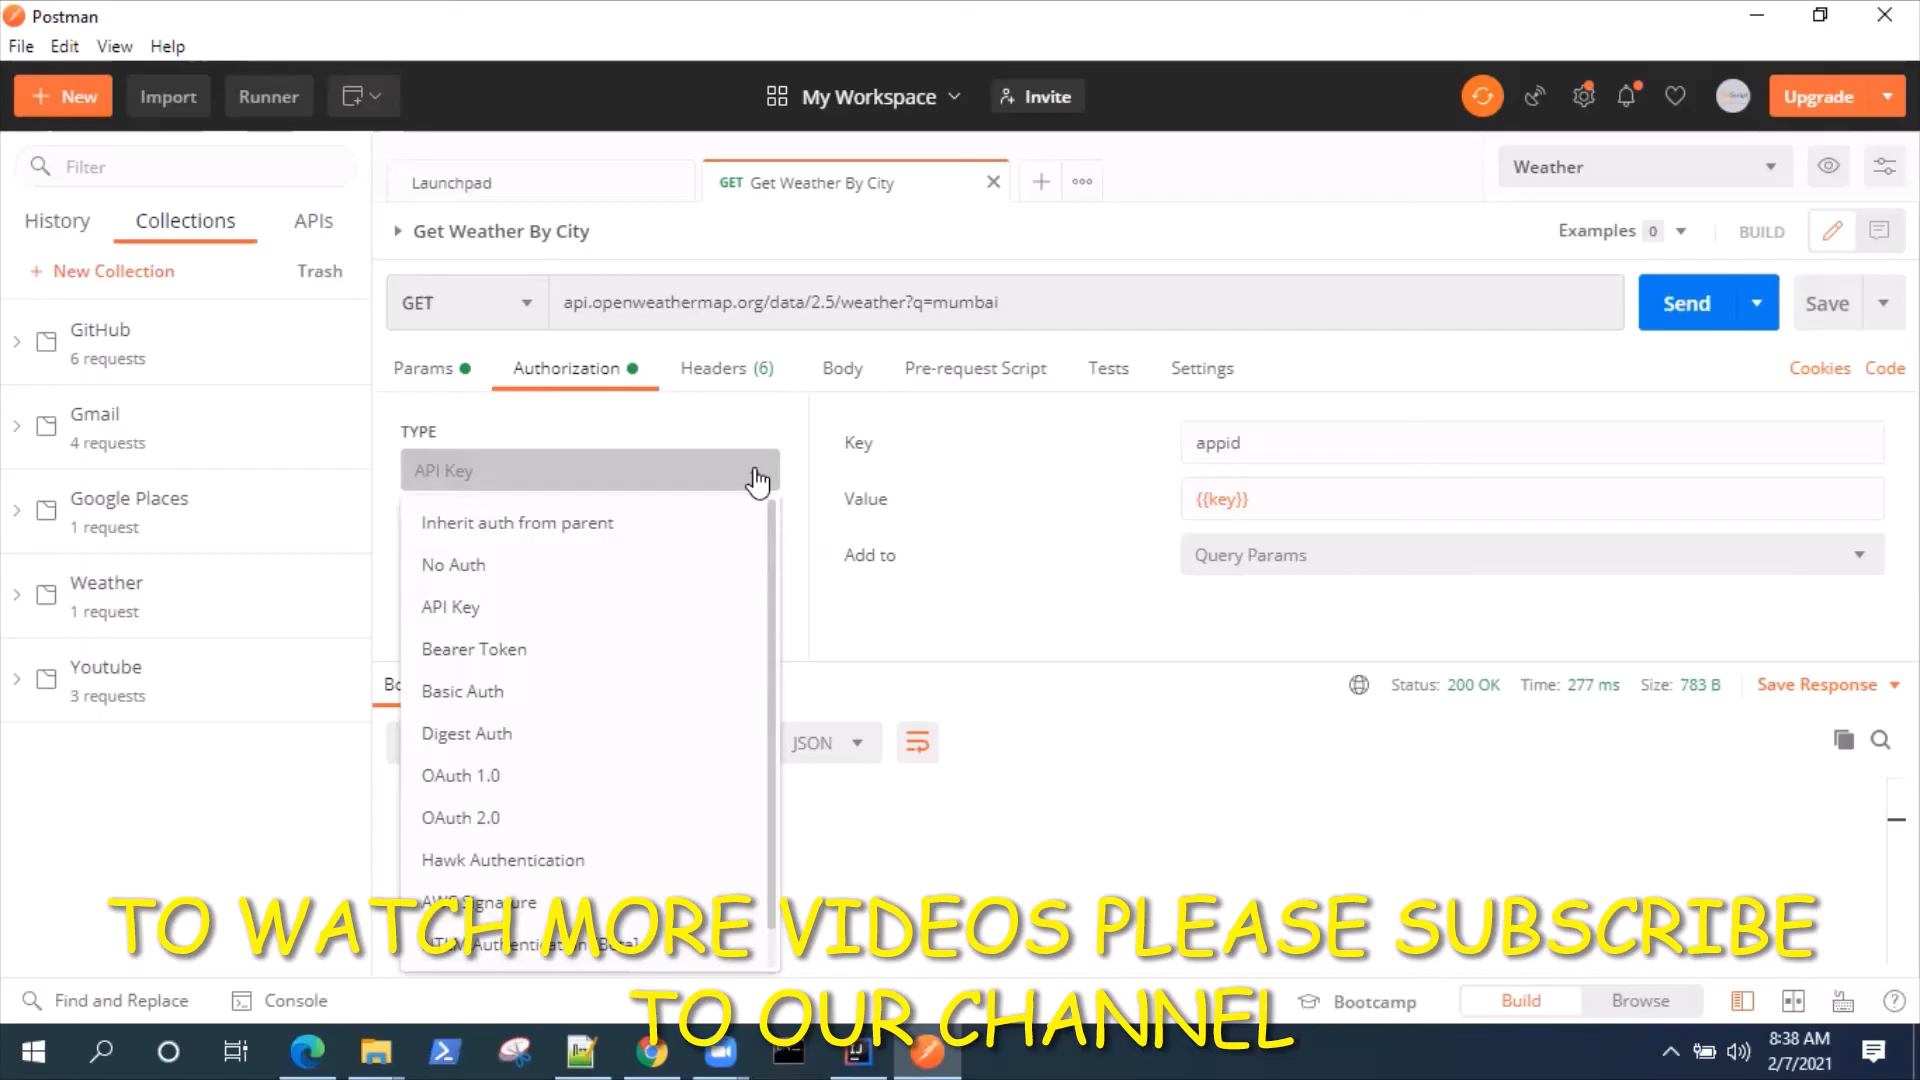 Postman
File Edit View Help
+ New Import Runner My Workspace Invite Upgrade
Filter
Launchpad GET Get Weather By City Weather
History Collections APIs
Get Weather By City Examples 0 BUILD
+ New Collection Trash
GET api.openweathermap.org/data/2.5/weather?q=mumbai Send Save
GitHub
6 requests
Params Authorization Headers (6) Body Pre-request Script Tests Settings Cookies Code
Gmail
4 requests
TYPE
API Key
Key appid
Value {{key}}
Add to Query Params
Google Places
1 request
Weather
1 request
Youtube
3 requests
Inherit auth from parent
No Auth
API Key
Bearer Token
Basic Auth
Digest Auth
OAuth 1.0
OAuth 2.0
Hawk Authentication
AWS Signature
NTLM Authentication [Beta]
Status: 200 OK Time: 277 ms Size: 783 B Save Response
JSON
TO WATCH MORE VIDEOS PLEASE SUBSCRIBE
TO OUR CHANNEL
Find and Replace Console Bootcamp Build Browse
8:38 AM
2/7/2021